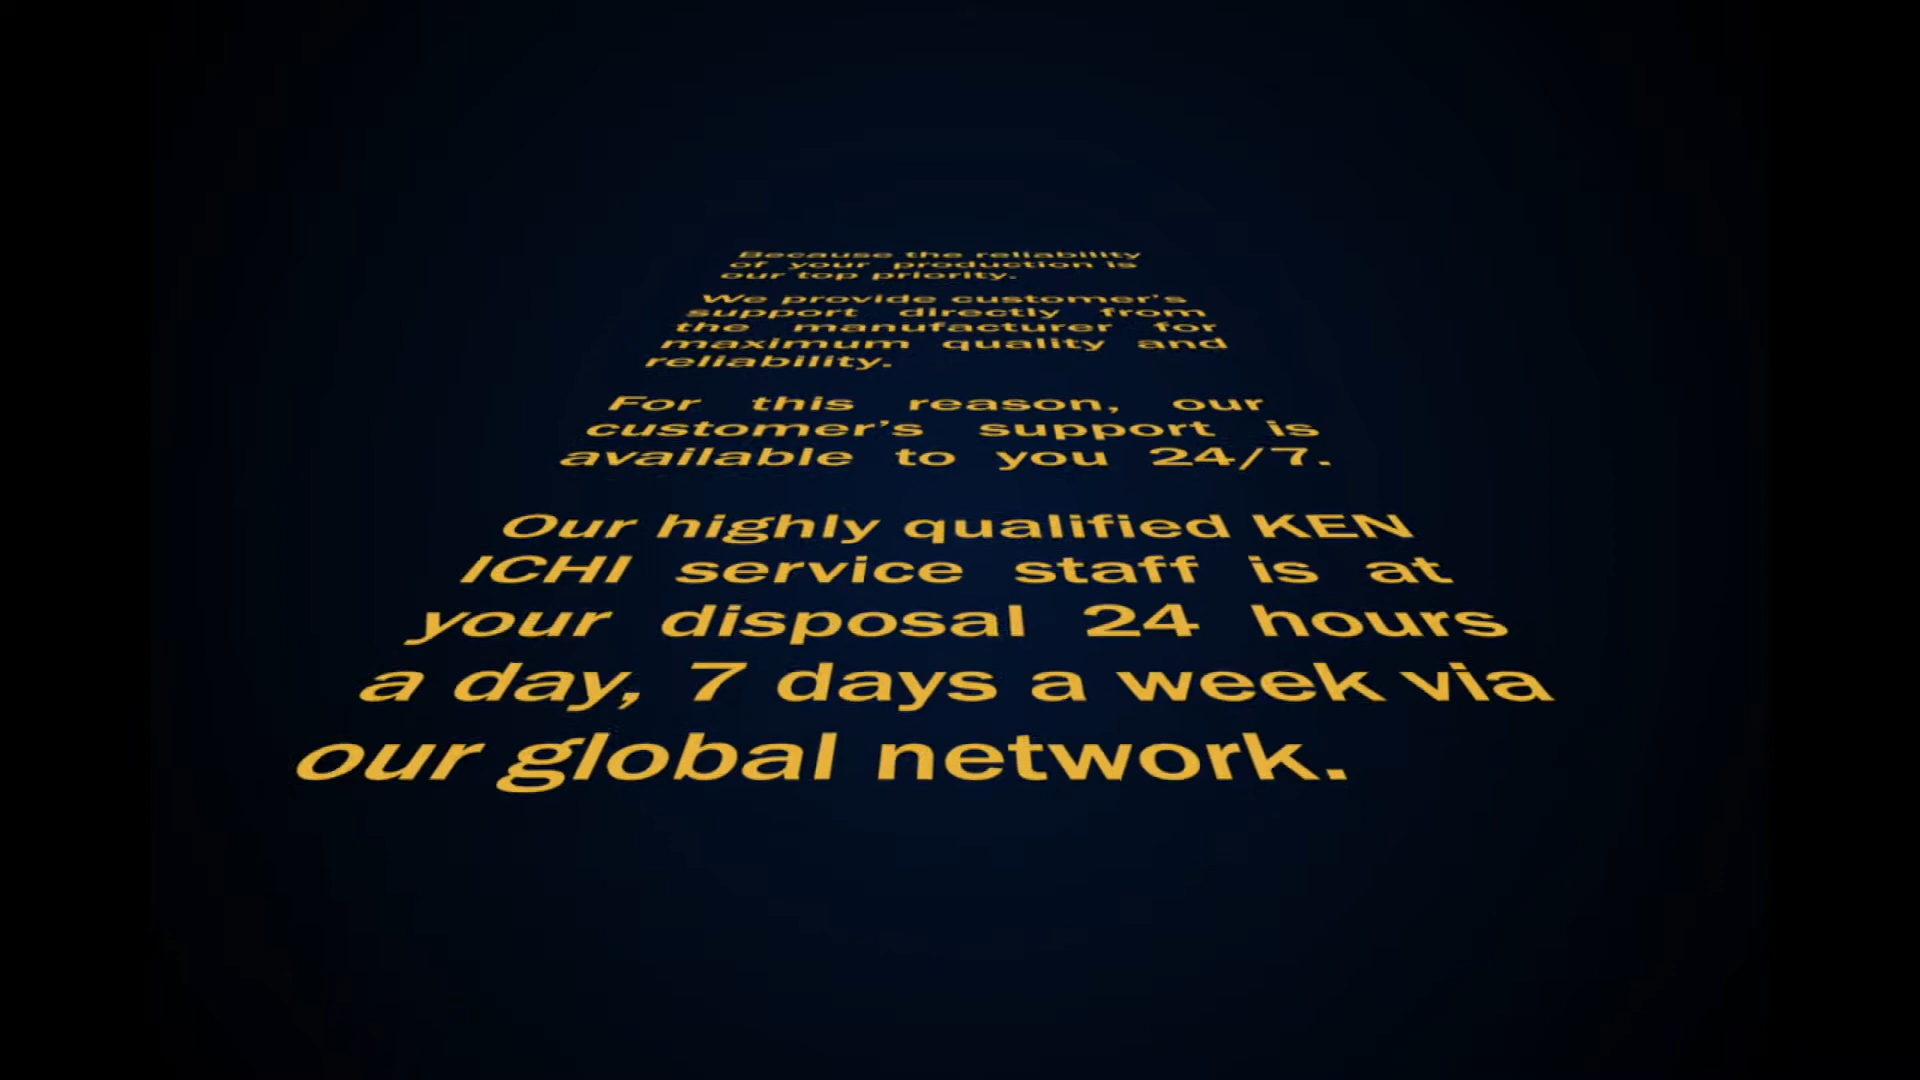 Because the reliability
of your production is
our top priority.
We provide customer's
support directly from
the manufacturer for
maximum quality and
reliability.
For this reason, our
customer's support is
available to you 24/7.
Our highly qualified KEN
ICHI service staff is at
your disposal 24 hours
a day, 7 days a week via
our global network.